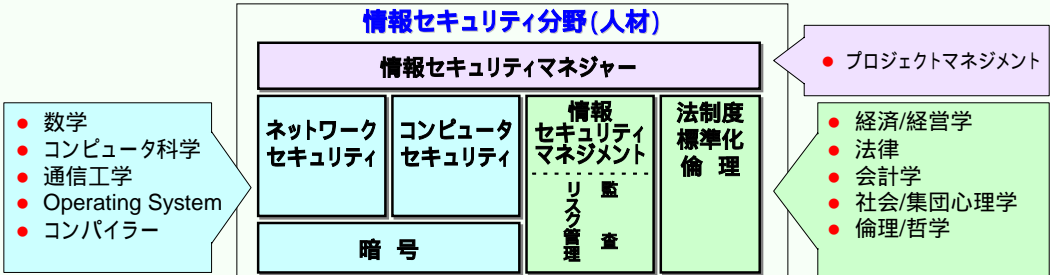 情報セキュリティ分野(人材)
情報セキュリティマネジャー
● プロジェクトマネジメント
● 数学
● コンピュータ科学
● 通信工学
● Operating System
● コンパイラー
ネットワーク
セキュリティ
コンピュータ
セキュリティ
暗 号
情報
セキュリティ
マネジメント
リスク管理
監 査
法制度
標準化
倫 理
● 経済/経営学
● 法律
● 会計学
● 社会/集団心理学
● 倫理/哲学